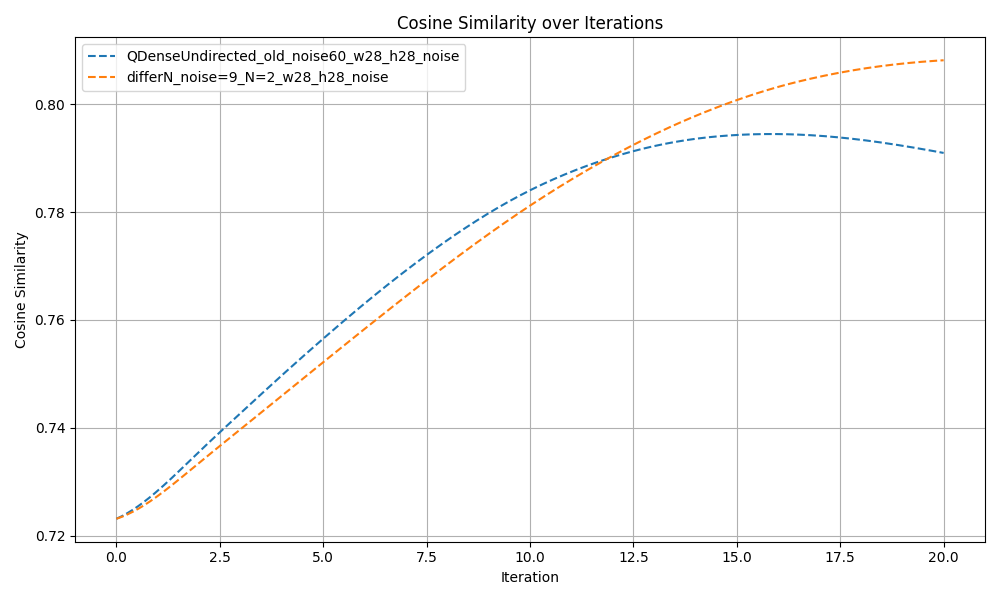 Cosine Similarity over Iterations
QDenseUndirected_old_noise60_w28_h28_noise
differN_noise=9_N=2_w28_h28_noise
Cosine Similarity
0.80
0.78
0.76
0.74
0.72
0.0 2.5 5.0 7.5 10.0 12.5 15.0 17.5 20.0
Iteration